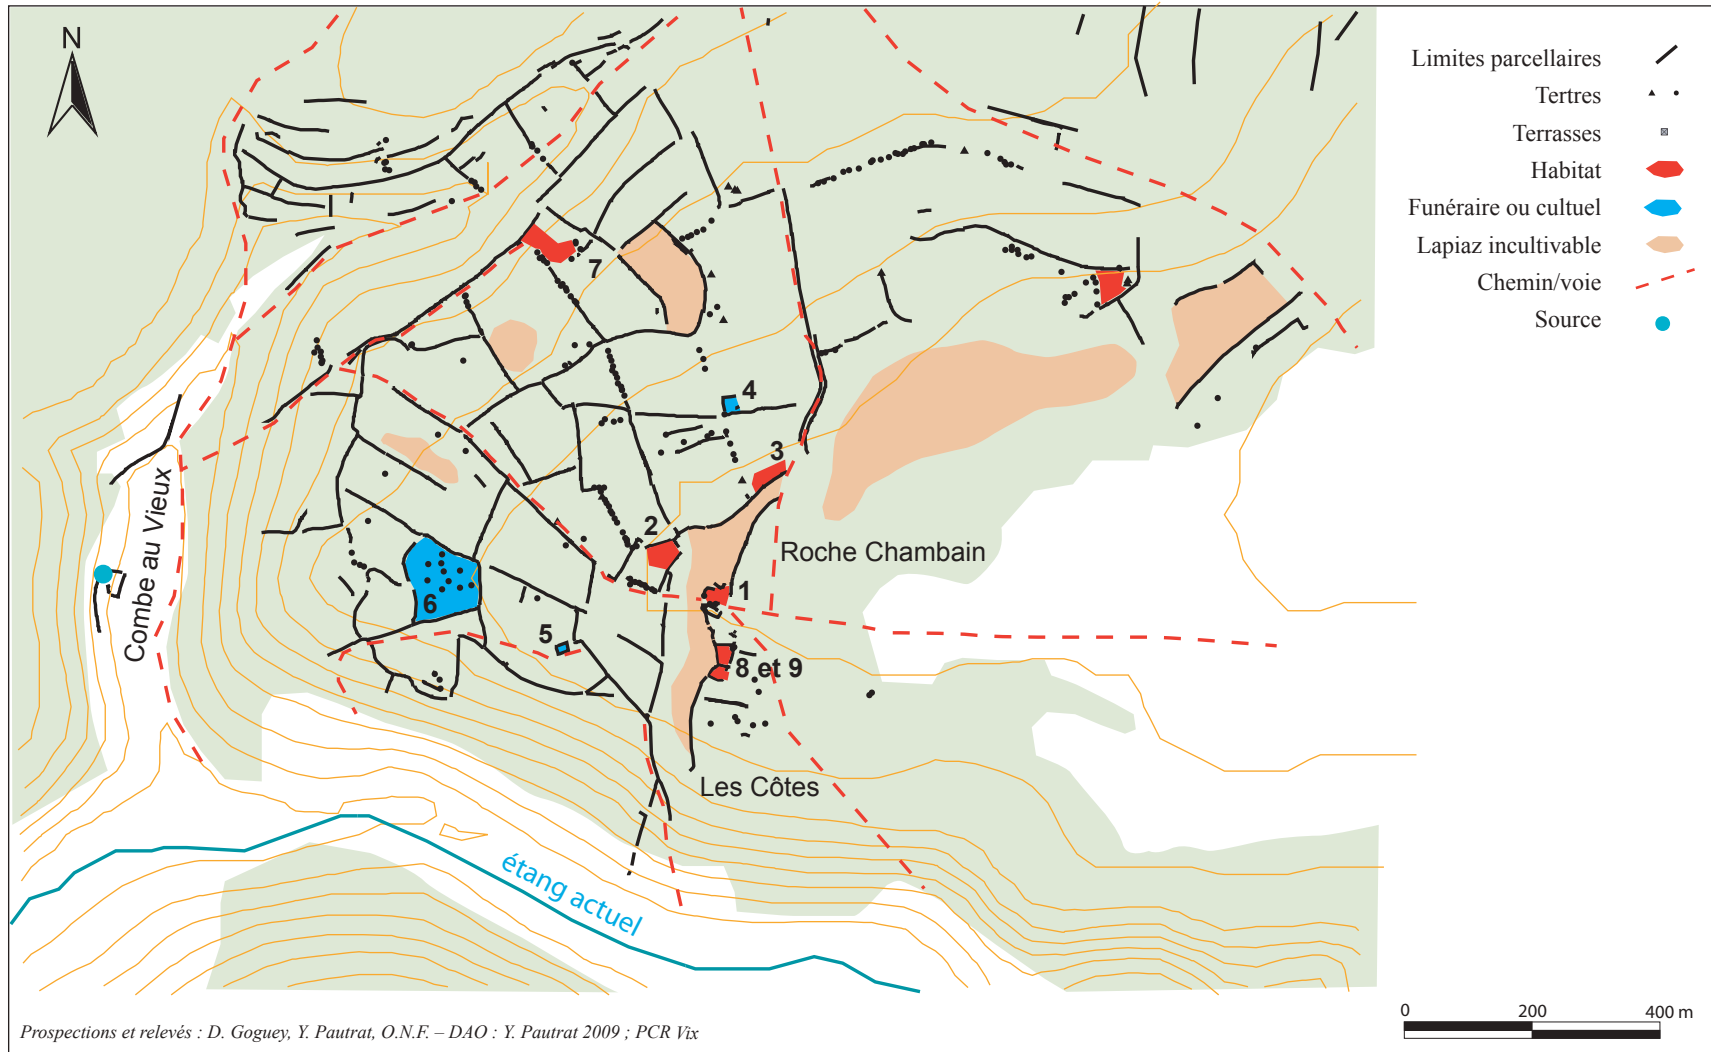 N
Limites parcellaires
Tertres
Terrasses
Habitat
Funéraire ou cultuel
Lapiaz incultivable
Chemin/voie
Source
7
4
3
2
Roche Chambain
1
6
5
8 et 9
Combe au Vieux
Les Côtes
étang actuel
0 200 400 m
Prospections et relevés : D. Goguey, Y. Pautrat, O.N.F. – DAO : Y. Pautrat 2009 ; PCR Vix